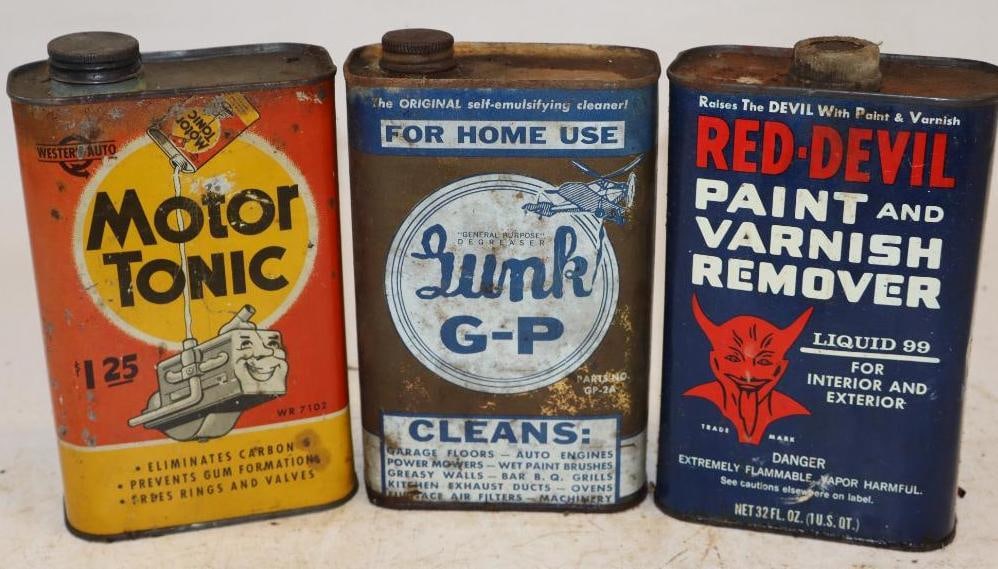 WESTERN AUTO
MOTOR TONIC
Motor
TONIC
$1 25
WR 7102
• ELIMINATES CARBON
• PREVENTS GUM FORMATION
RINGS AND VALVES
The ORIGINAL self-emulsifying cleaner!
FOR HOME USE
"GENERAL PURPOSE"
DEGREASER
Gunk
G-P
PARTS NO.
GP-2A
CLEANS:
GARAGE FLOORS — AUTO ENGINES
POWER MOWERS — WET PAINT BRUSHES
GREASY WALLS — BAR B. Q. GRILLS
KITCHEN EXHAUST DUCTS — OVENS
FURNACE AIR FILTERS — MACHINERY
Raises The DEVIL With Paint & Varnish
RED-DEVIL
PAINT AND
VARNISH
REMOVER
LIQUID 99
FOR
INTERIOR AND
EXTERIOR
TRADE MARK
DANGER
EXTREMELY FLAMMABLE, VAPOR HARMFUL.
See cautions elsewhere on label.
NET 32 FL. OZ. (1 U.S. QT.)